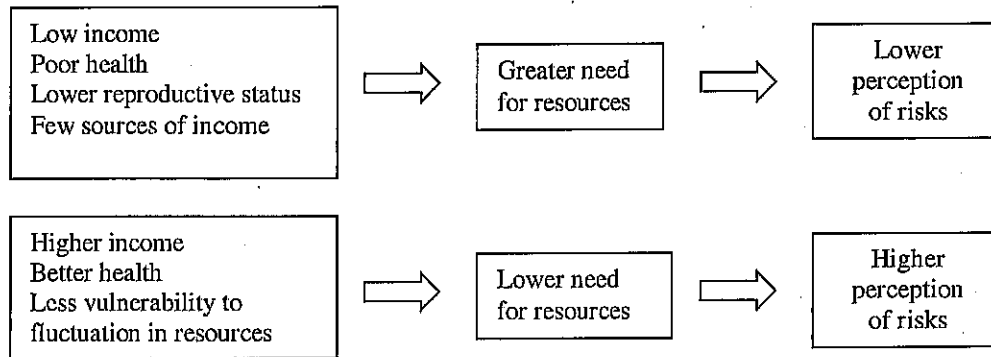 Low income
Poor health
Lower reproductive status
Few sources of income
Greater need
for resources
Lower
perception
of risks
Higher income
Better health
Less vulnerability to
fluctuation in resources
Lower need
for resources
Higher
perception
of risks